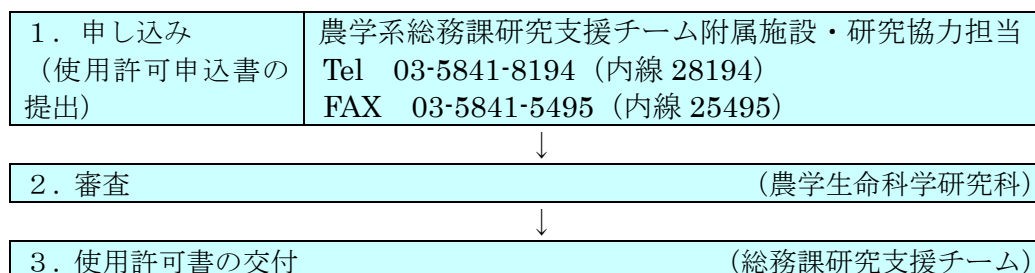 １．申し込み
（使用許可申込書の
提出）
農学系総務課研究支援チーム附属施設・研究協力担当
Tel　03-5841-8194（内線 28194）
FAX　03-5841-5495（内線 25495）
↓
２．審査　（農学生命科学研究科）
↓
３．使用許可書の交付　（総務課研究支援チーム）